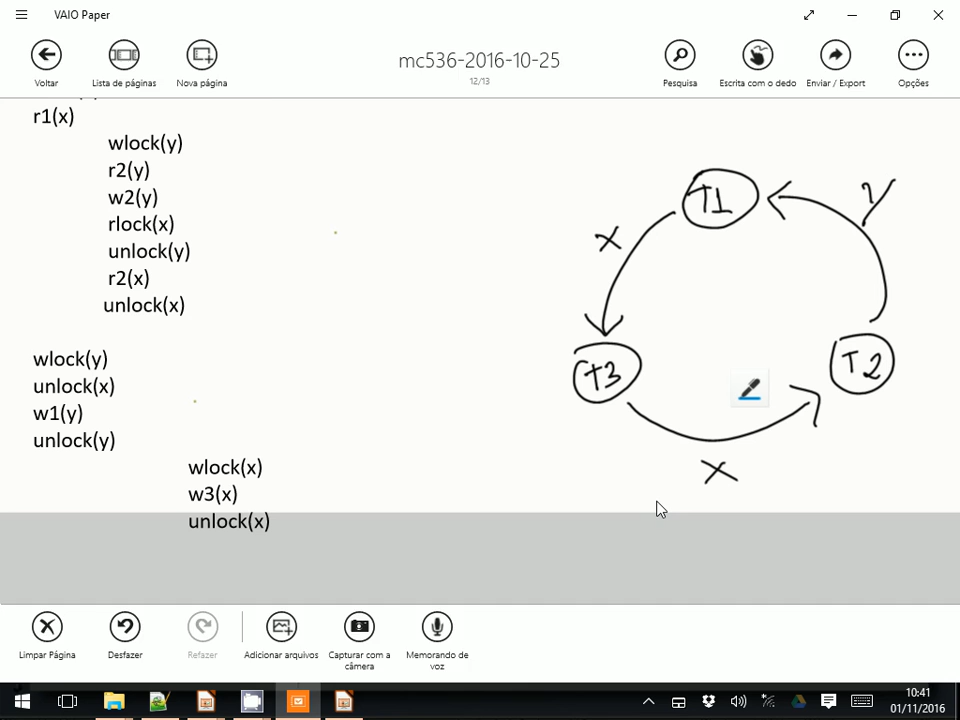 VAIO Paper
Voltar
Lista de páginas
Nova página
mc536-2016-10-25
12/13
Pesquisa
Escrita com o dedo
Enviar / Export
Opções
r1(x)
wlock(y)
r2(y)
w2(y)
rlock(x)
unlock(y)
r2(x)
unlock(x)
wlock(y)
unlock(x)
w1(y)
unlock(y)
wlock(x)
w3(x)
unlock(x)
T1
y
x
T3
T2
x
Limpar Página
Desfazer
Refazer
Adicionar arquivos
Capturar com a
câmera
Memorando de
voz
10:41
01/11/2016